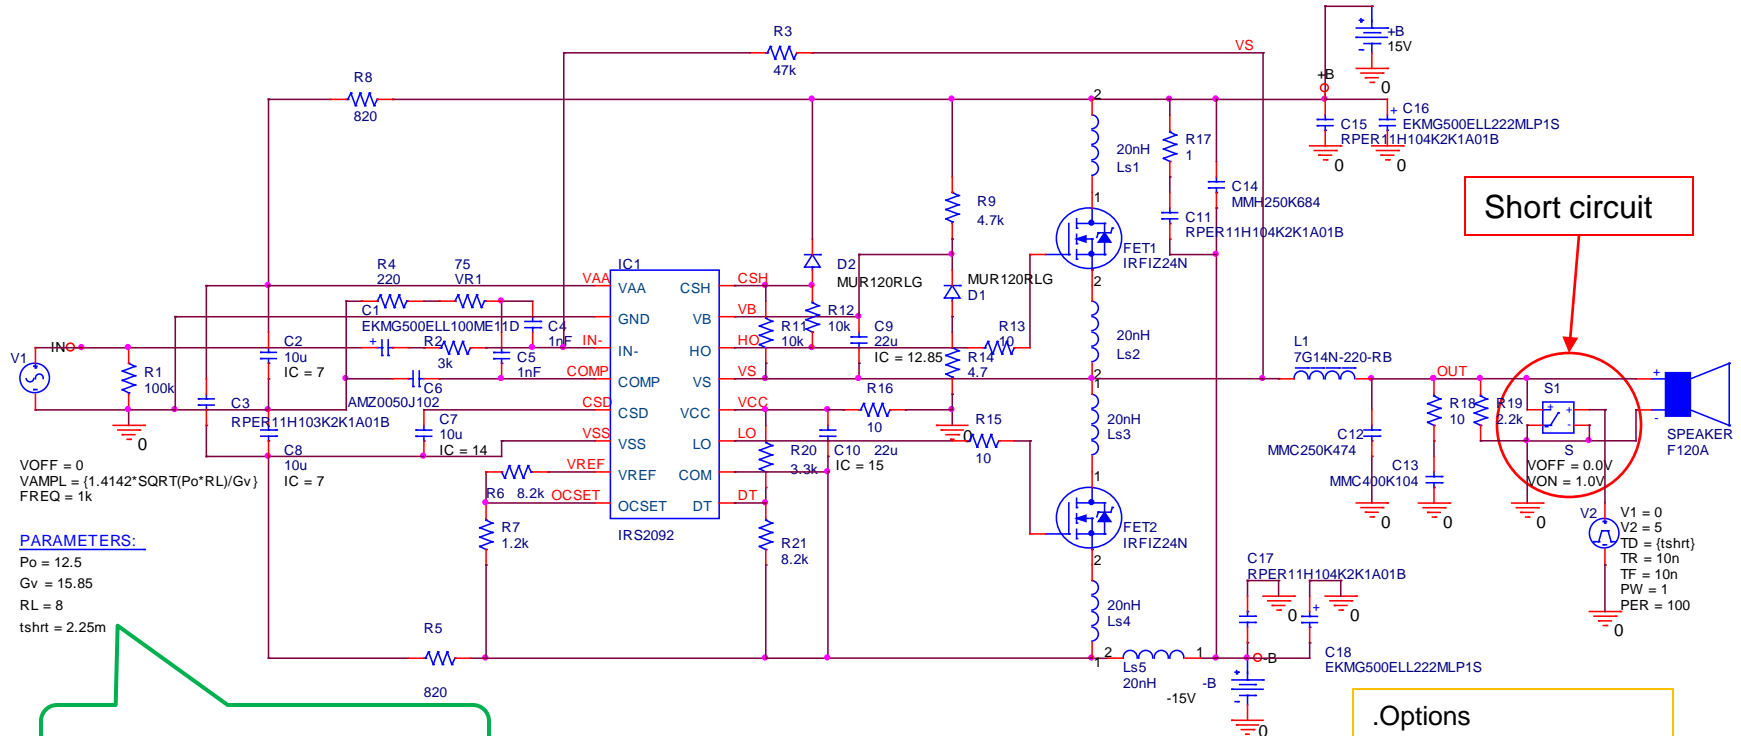 R3
47k
VS
+B
15V
0
R8
820
+B
C15
RPER11H104K2K1A01B
0
C16
EKMG500ELL222MLP1S
0
2
20nH
Ls1
1
R17
1
C14
MMH250K684
C11
RPER11H104K2K1A01B
R9
4.7k
Short circuit
FET1
IRFIZ24N
R4
220
75
VR1
C1
EKMG500ELL100ME11D
C4
1nF
R2
3k
C5
1nF
C6
AMZ0050J102
VAA
IN-
COMP
CSD
VSS
VREF
OCSET
IC1
VAA
GND
IN-
COMP
CSD
VSS
VREF
OCSET
CSH
VB
HO
VS
VCC
LO
COM
DT
IRS2092
CSH
VB
HO
VS
VCC
LO
DT
D2
MUR120RLG
MUR120RLG
D1
R11
10k
R12
10k
C9
22u
IC = 12.85
R13
10
R14
4.7
R16
10
0
R15
10
C10
22u
IC = 15
R20
3.3k
R21
8.2k
2
20nH
Ls2
2
1
20nH
Ls3
1
FET2
IRFIZ24N
2
20nH
Ls4
1
2
1
Ls5
20nH
-15V
-B
-B
0
L1
7G14N-220-RB
OUT
C12
MMC250K474
0
R18
10
C13
MMC400K104
0
R19
2.2k
S1
S
VOFF = 0.0V
VON = 1.0V
0
+
-
SPEAKER
F120A
V2
V1 = 0
V2 = 5
TD = {tshrt}
TR = 10n
TF = 10n
PW = 1
PER = 100
0
C17
RPER11H104K2K1A01B
0
0
C18
EKMG500ELL222MLP1S
V1
IN
R1
100k
0
C2
10u
IC = 7
C3
RPER11H103K2K1A01B
C8
10u
IC = 7
C7
10u
IC = 14
R6
8.2k
R7
1.2k
R5
820
VOFF = 0
VAMPL = {1.4142*SQRT(Po*RL)/Gv}
FREQ = 1k
PARAMETERS:
Po = 12.5
Gv = 15.85
RL = 8
tshrt = 2.25m
.Options